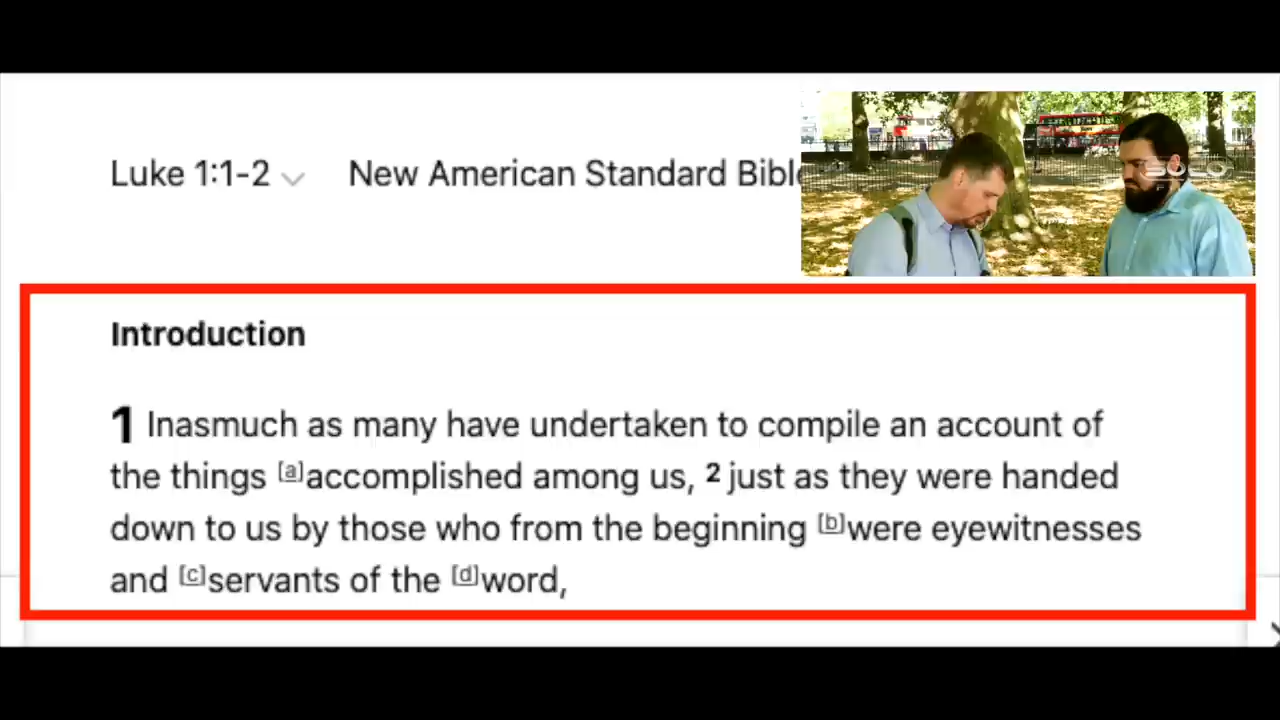 Luke 1:1-2
New American Standard Bible
SOLO
Introduction
1 Inasmuch as many have undertaken to compile an account of
the things [a]accomplished among us, 2 just as they were handed
down to us by those who from the beginning [b]were eyewitnesses
and [c]servants of the [d]word,